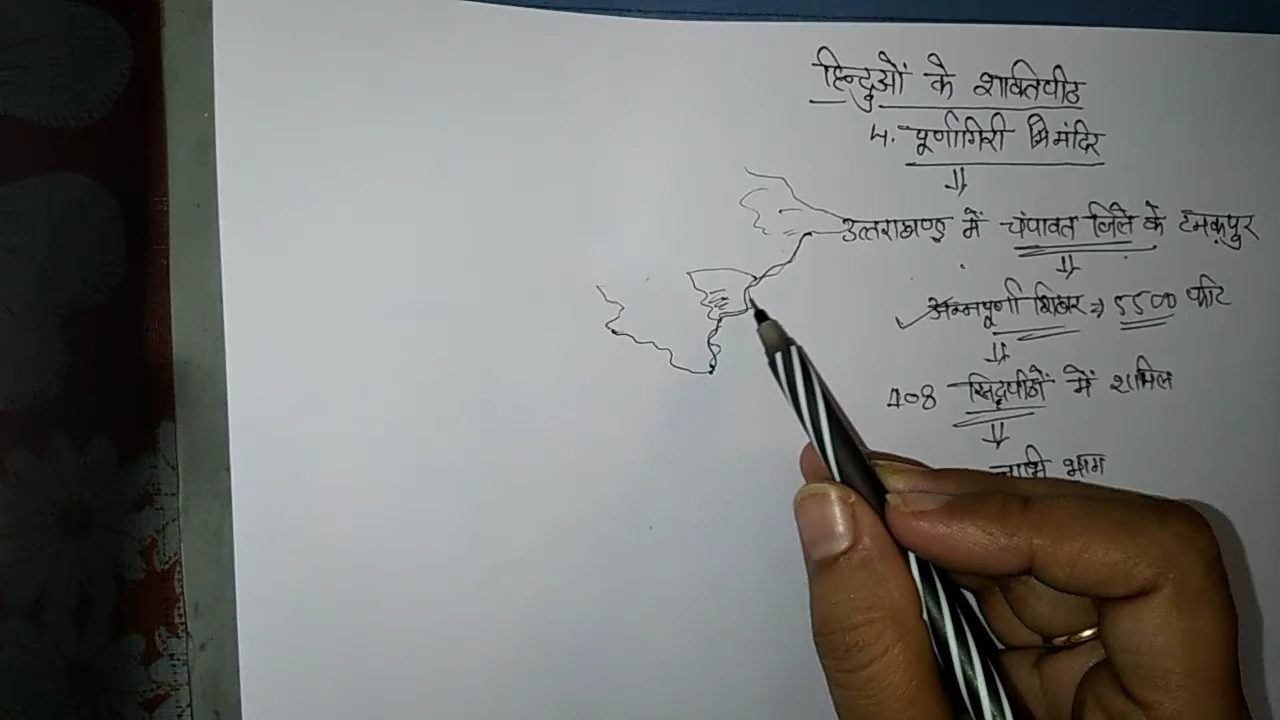 हिन्दुओं के शक्तिपीठ
4. पूर्णागिरी मंदिर
उत्तराखण्ड में चंपावत जिले के टनकपुर
अन्नपूर्णा शिखर → 5500 फीट
108 सिद्धपीठों में शामिल
नाभि भाग